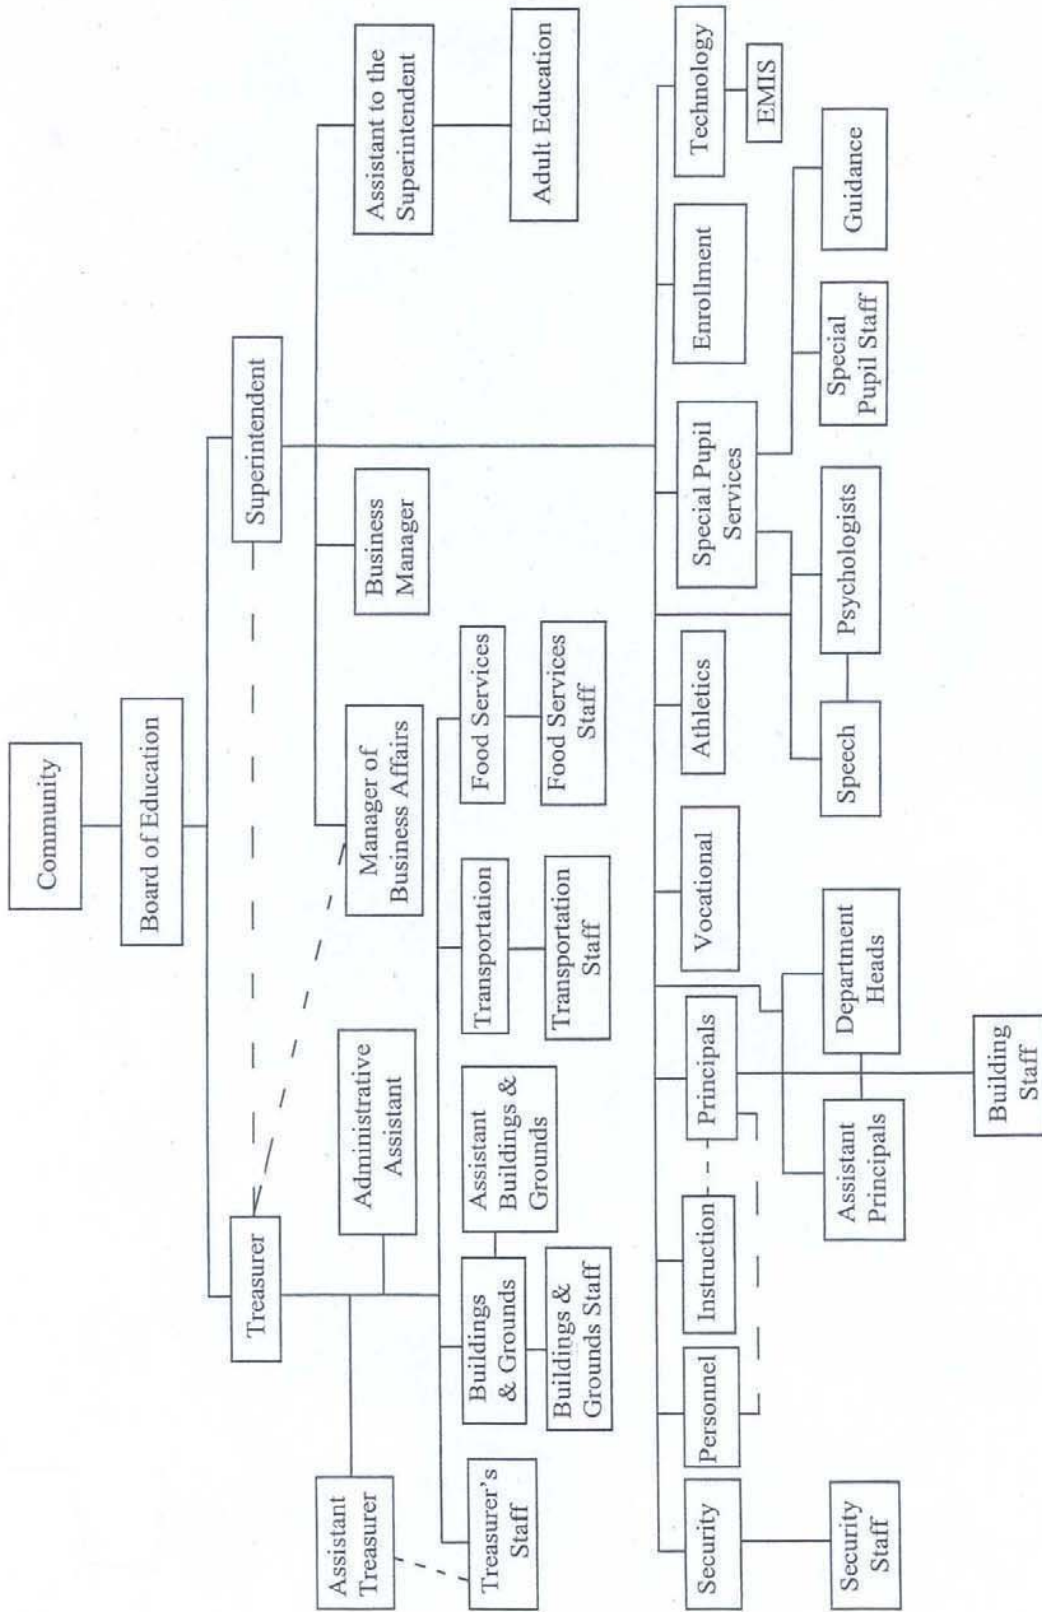 Community
Board of Education
Treasurer
Superintendent
Assistant
Treasurer
Administrative
Assistant
Manager of
Business Affairs
Business
Manager
Assistant to the
Superintendent
Treasurer's
Staff
Buildings
& Grounds
Assistant
Buildings &
Grounds
Transportation
Food Services
Adult Education
Buildings &
Grounds Staff
Transportation
Staff
Food Services
Staff
Security
Personnel
Instruction
Principals
Vocational
Athletics
Special Pupil
Services
Enrollment
Technology
EMIS
Security
Staff
Assistant
Principals
Department
Heads
Speech
Psychologists
Special
Pupil Staff
Guidance
Building
Staff